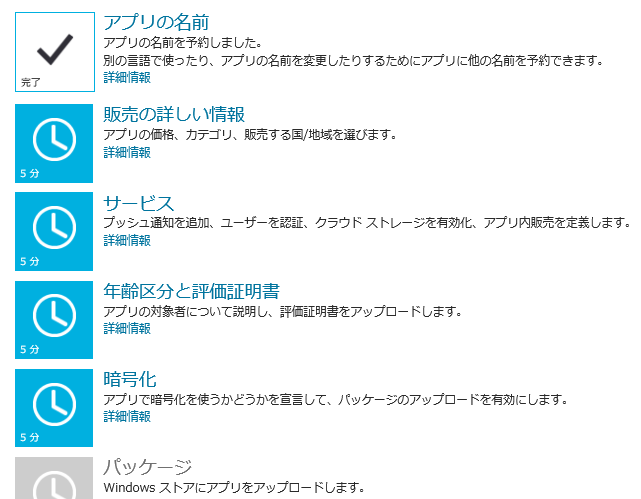 アプリの名前
アプリの名前を予約しました。
別の言語で使ったり、アプリの名前を変更したりするためにアプリに他の名前を予約できます。
完了
詳細情報
販売の詳しい情報
アプリの価格、カテゴリ、販売する国/地域を選びます。
詳細情報
5 分
サービス
プッシュ通知を追加、ユーザーを認証、クラウド ストレージを有効化、アプリ内販売を定義します。
詳細情報
5 分
年齢区分と評価証明書
アプリの対象者について説明し、評価証明書をアップロードします。
詳細情報
5 分
暗号化
アプリで暗号化を使うかどうかを宣言して、パッケージのアップロードを有効にします。
詳細情報
5 分
パッケージ
Windows ストアにアプリをアップロードします。